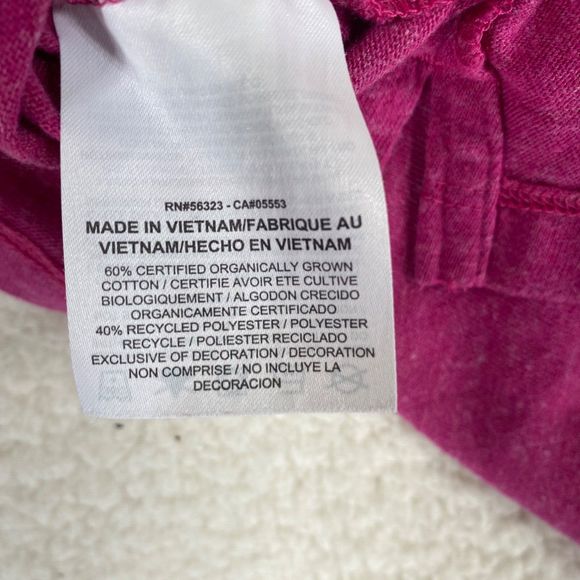 RN#56323 - CA#05553
MADE IN VIETNAM/FABRIQUE AU
VIETNAM/HECHO EN VIETNAM
60% CERTIFIED ORGANICALLY GROWN
COTTON / CERTIFIE AVOIR ETE CULTIVE
BIOLOGIQUEMENT / ALGODON CRECIDO
ORGANICAMENTE CERTIFICADO
40% RECYCLED POLYESTER / POLYESTER
RECYCLE / POLIESTER RECICLADO
EXCLUSIVE OF DECORATION / DECORATION
NON COMPRISE / NO INCLUYE LA
DECORACION